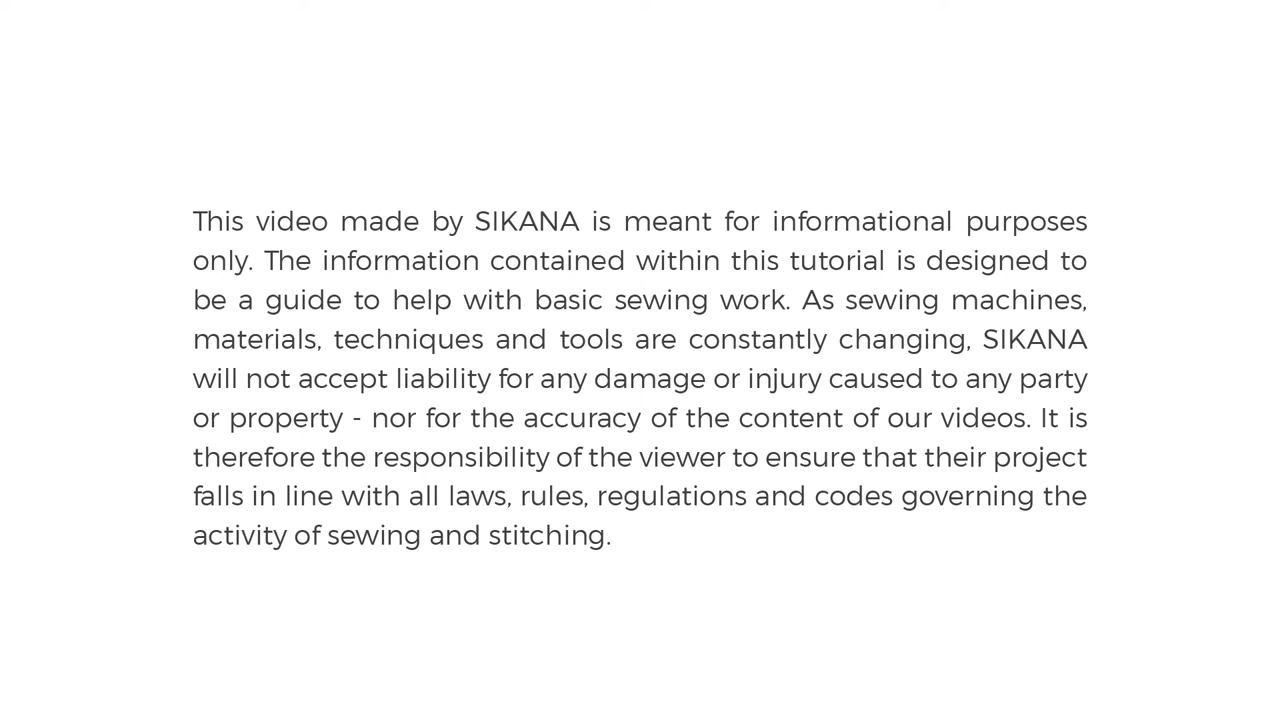 This video made by SIKANA is meant for informational purposes
only. The information contained within this tutorial is designed to
be a guide to help with basic sewing work. As sewing machines,
materials, techniques and tools are constantly changing, SIKANA
will not accept liability for any damage or injury caused to any party
or property - nor for the accuracy of the content of our videos. It is
therefore the responsibility of the viewer to ensure that their project
falls in line with all laws, rules, regulations and codes governing the
activity of sewing and stitching.